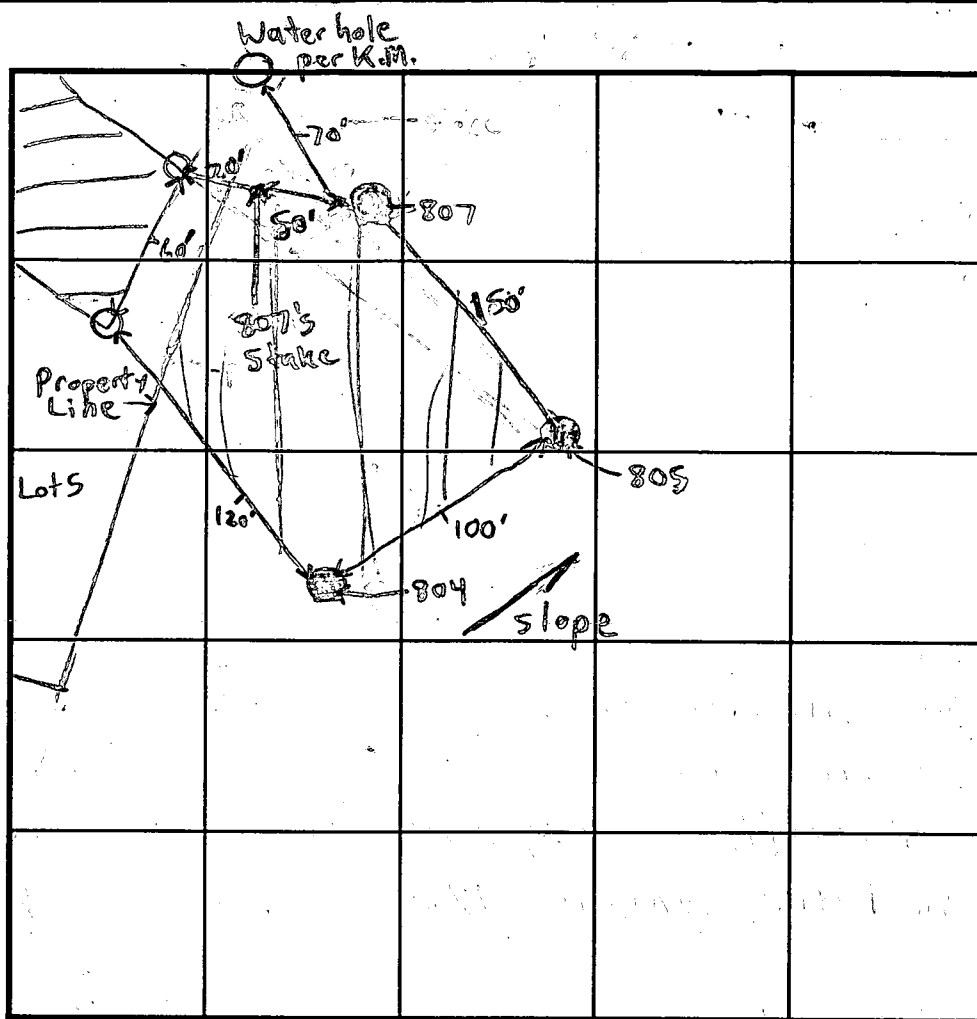 Water hole
per K.M.
70'
20'
50'
807
60'
807's
Stake
150'
Property
Line
Lot 5
805
120'
100'
804
slope